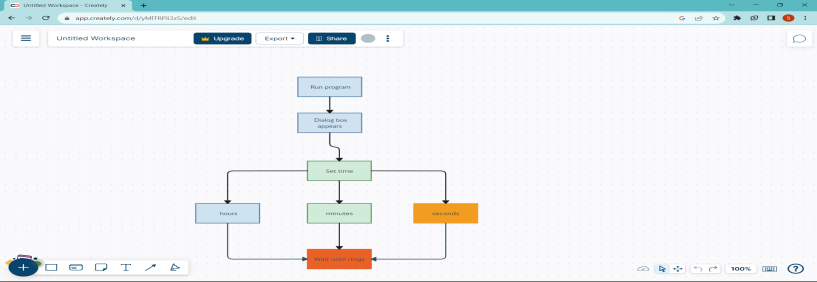 Untitled Workspace - Creately
app.creately.com/d/yMlTRPSi3zS/edit
Untitled Workspace
Upgrade
Export
Share
Run program
Dialog box
appears
Set time
hours
minutes
seconds
Wait until rings
100%